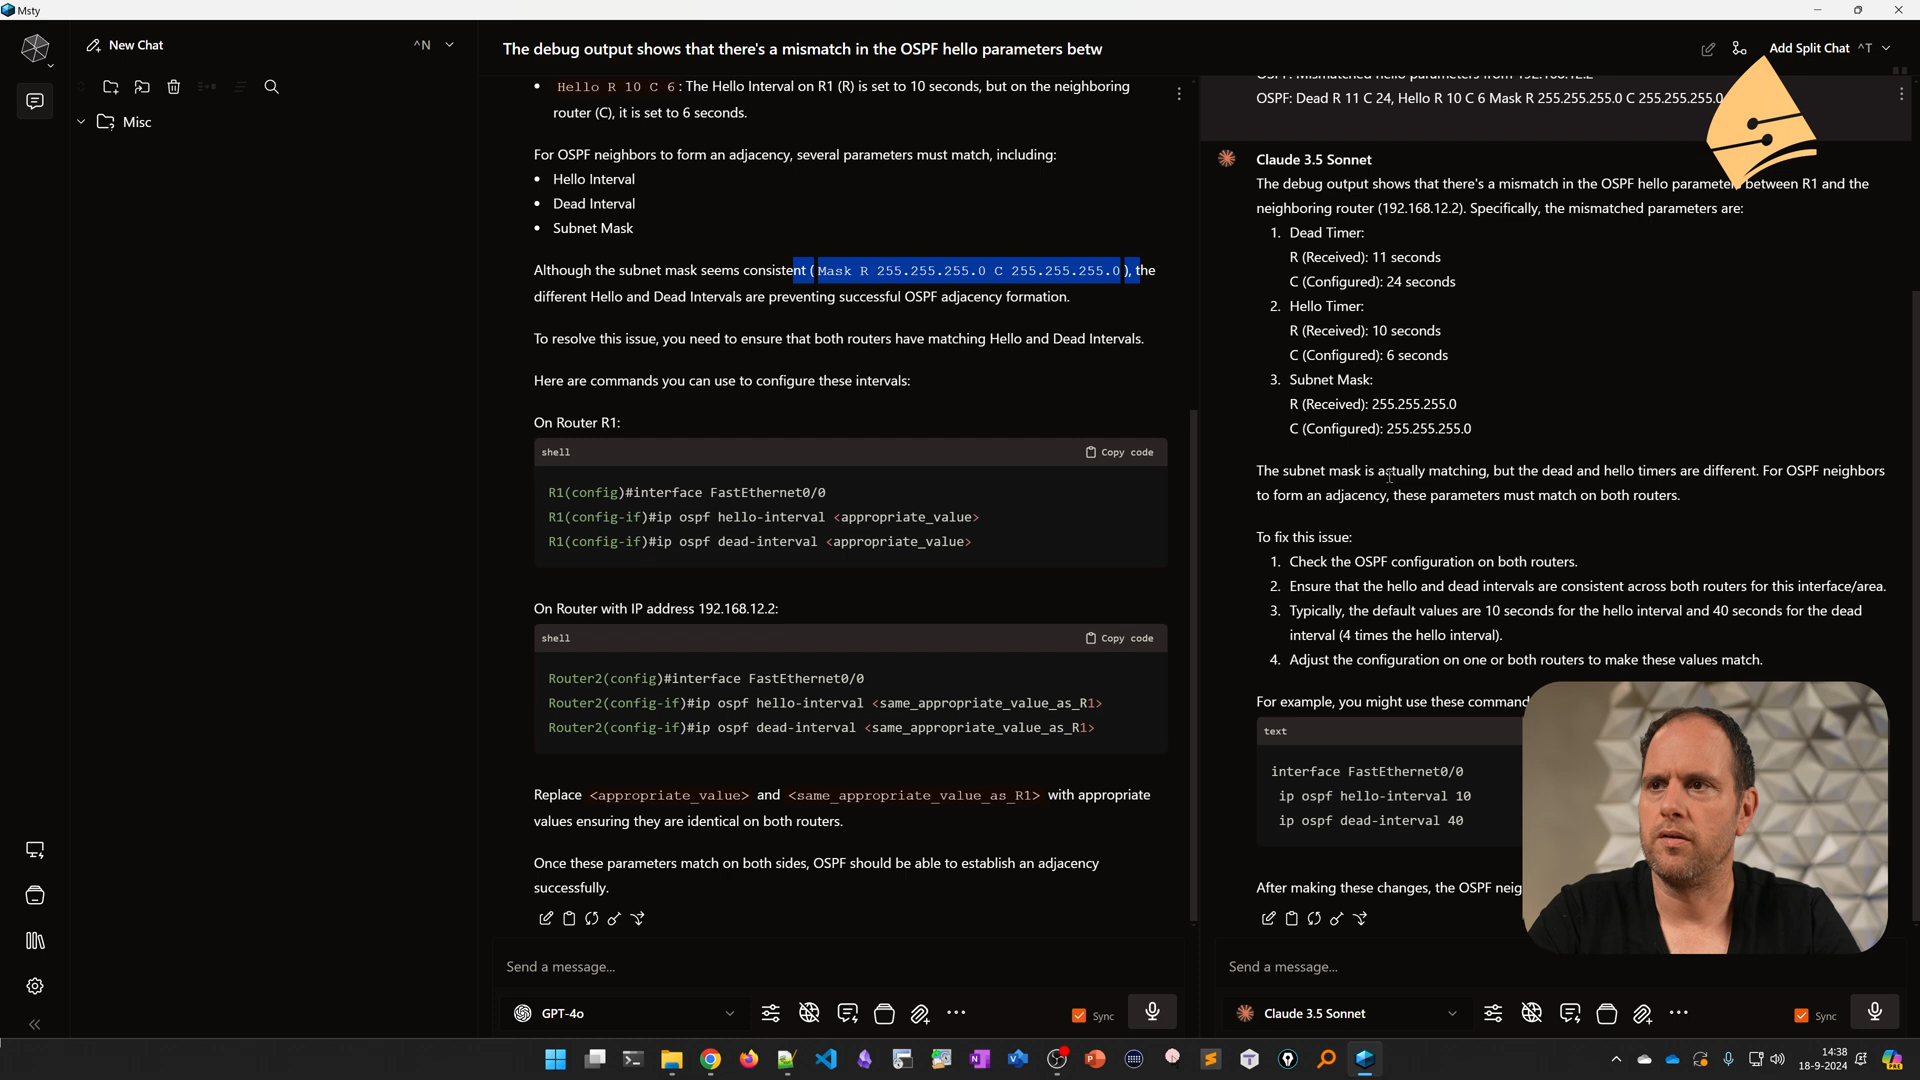 Msty
New Chat
^N
Misc
The debug output shows that there's a mismatch in the OSPF hello parameters betw
Add Split Chat ^T
• Hello R 10 C 6: The Hello Interval on R1 (R) is set to 10 seconds, but on the neighboring
router (C), it is set to 6 seconds.
For OSPF neighbors to form an adjacency, several parameters must match, including:
• Hello Interval
• Dead Interval
• Subnet Mask
Although the subnet mask seems consistent (Mask R 255.255.255.0 C 255.255.255.0), the
different Hello and Dead Intervals are preventing successful OSPF adjacency formation.
To resolve this issue, you need to ensure that both routers have matching Hello and Dead Intervals.
Here are commands you can use to configure these intervals:
On Router R1:
shell
Copy code
R1(config)#interface FastEthernet0/0
R1(config-if)#ip ospf hello-interval <appropriate_value>
R1(config-if)#ip ospf dead-interval <appropriate_value>
On Router with IP address 192.168.12.2:
shell
Copy code
Router2(config)#interface FastEthernet0/0
Router2(config-if)#ip ospf hello-interval <same_appropriate_value_as_R1>
Router2(config-if)#ip ospf dead-interval <same_appropriate_value_as_R1>
Replace <appropriate_value> and <same_appropriate_value_as_R1> with appropriate
values ensuring they are identical on both routers.
Once these parameters match on both sides, OSPF should be able to establish an adjacency
successfully.
Send a message...
GPT-4o
Sync
OSPF: Mismatched hello parameters from 192.168.12.2
OSPF: Dead R 11 C 24, Hello R 10 C 6 Mask R 255.255.255.0 C 255.255.255.0
Claude 3.5 Sonnet
The debug output shows that there's a mismatch in the OSPF hello parameters between R1 and the
neighboring router (192.168.12.2). Specifically, the mismatched parameters are:
1. Dead Timer:
R (Received): 11 seconds
C (Configured): 24 seconds
2. Hello Timer:
R (Received): 10 seconds
C (Configured): 6 seconds
3. Subnet Mask:
R (Received): 255.255.255.0
C (Configured): 255.255.255.0
The subnet mask is actually matching, but the dead and hello timers are different. For OSPF neighbors
to form an adjacency, these parameters must match on both routers.
To fix this issue:
1. Check the OSPF configuration on both routers.
2. Ensure that the hello and dead intervals are consistent across both routers for this interface/area.
3. Typically, the default values are 10 seconds for the hello interval and 40 seconds for the dead
interval (4 times the hello interval).
4. Adjust the configuration on one or both routers to make these values match.
For example, you might use these command
text
interface FastEthernet0/0
ip ospf hello-interval 10
ip ospf dead-interval 40
After making these changes, the OSPF neig
Send a message...
Claude 3.5 Sonnet
Sync
14:38
18-9-2024